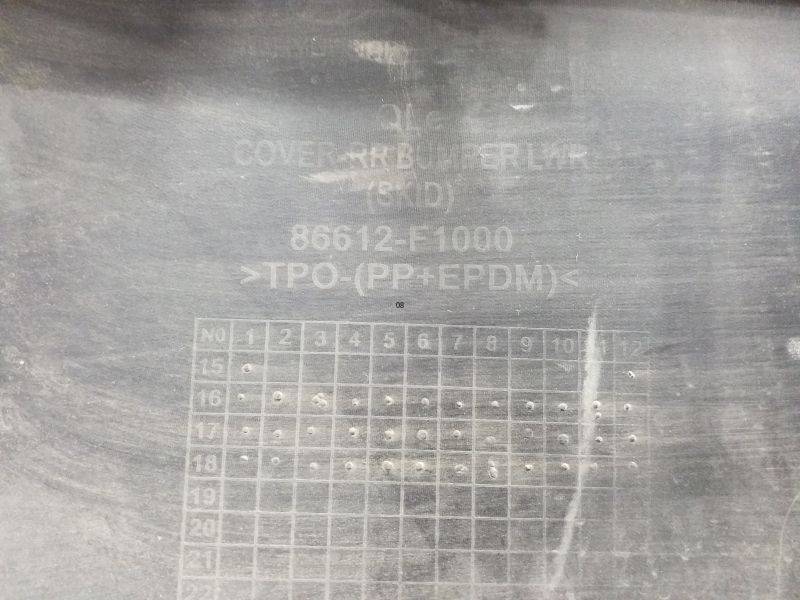 QLe
COVER-RR BUMPER LWR
(SKID)
86612-F1000
>TPO-(PP+EPDM)<
08
NO 1 2 3 4 5 6 7 8 9 10 11 12
15
16
17
18
19
20
21
22